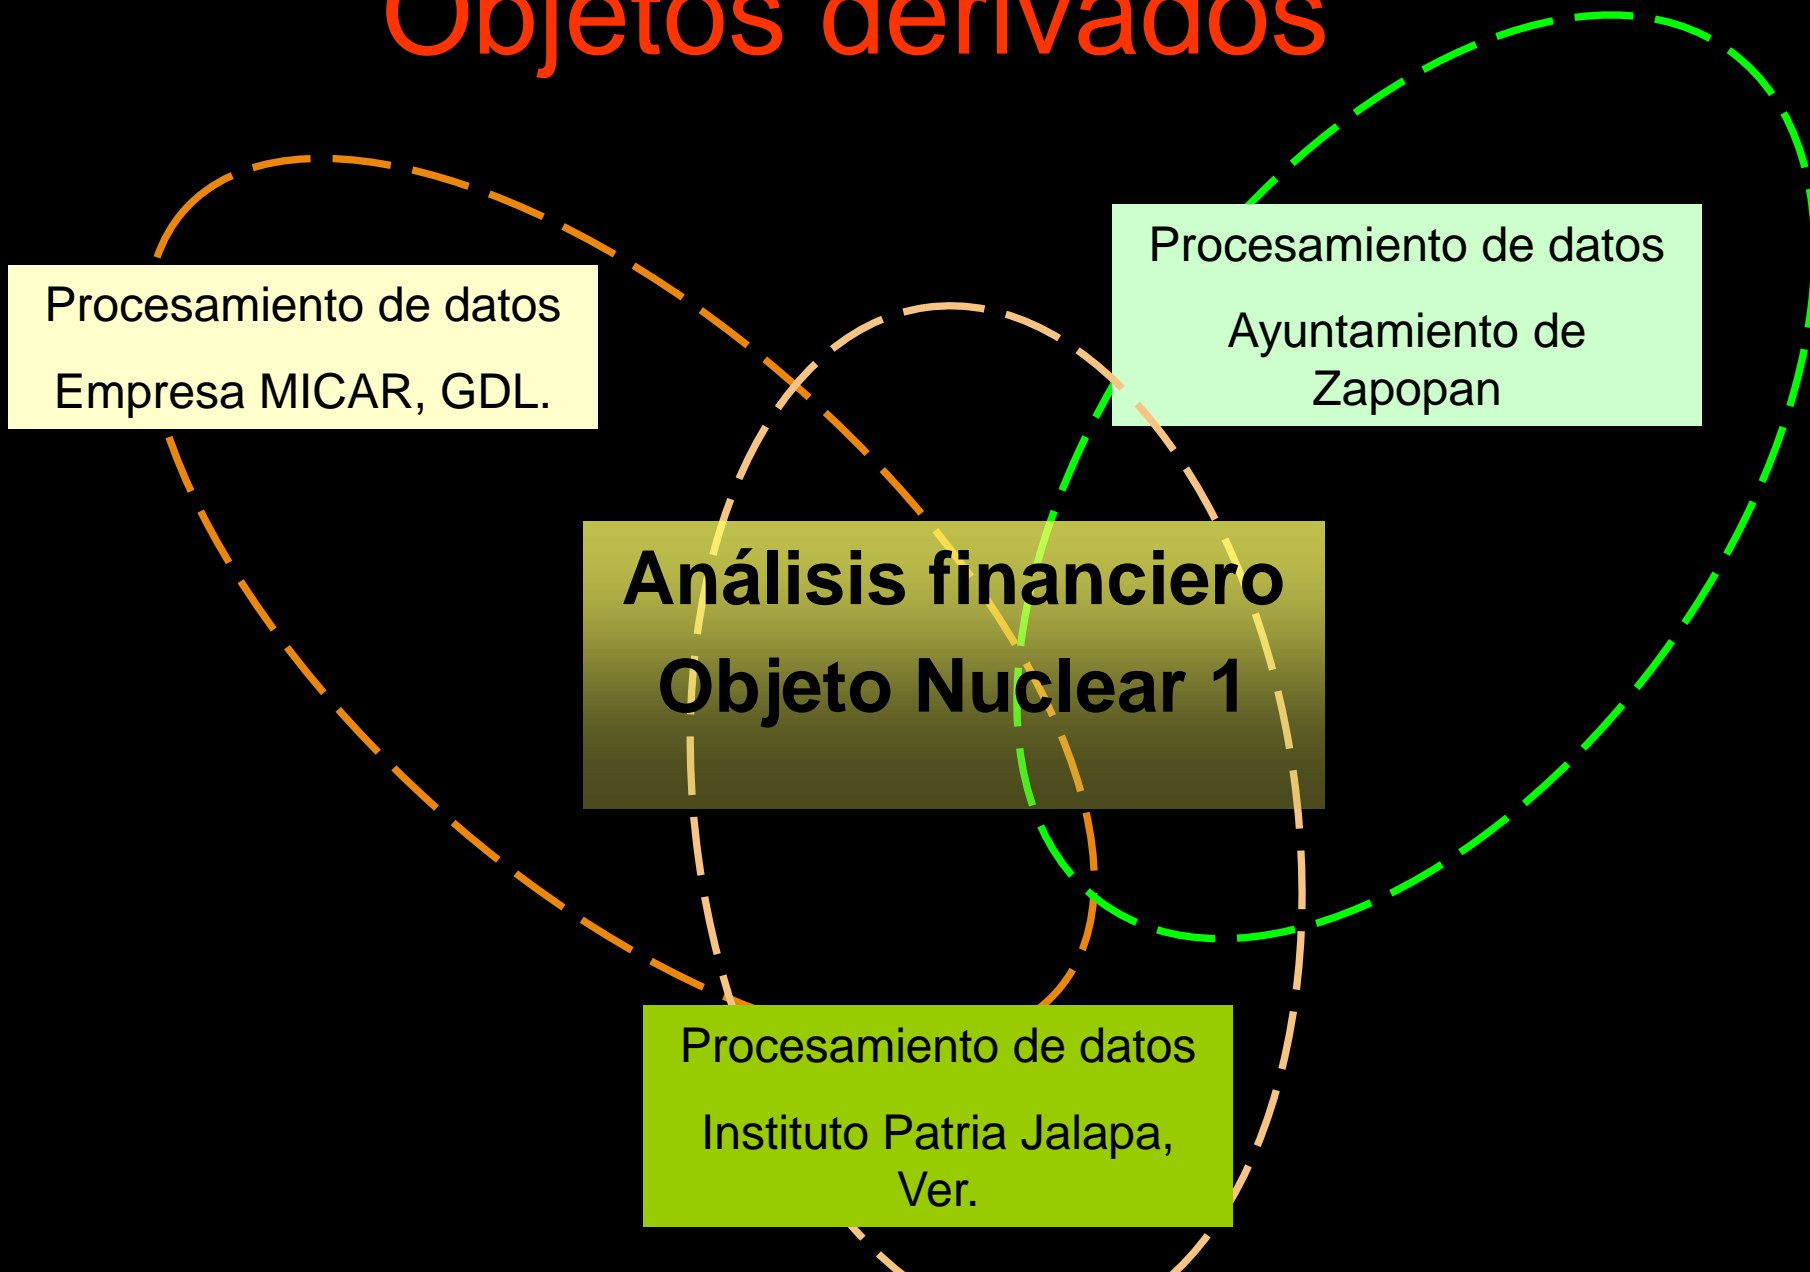 Objetos derivados
Procesamiento de datos
Empresa MICAR, GDL.
Procesamiento de datos
Ayuntamiento de
Zapopan
Análisis financiero
Objeto Nuclear 1
Procesamiento de datos
Instituto Patria Jalapa,
Ver.